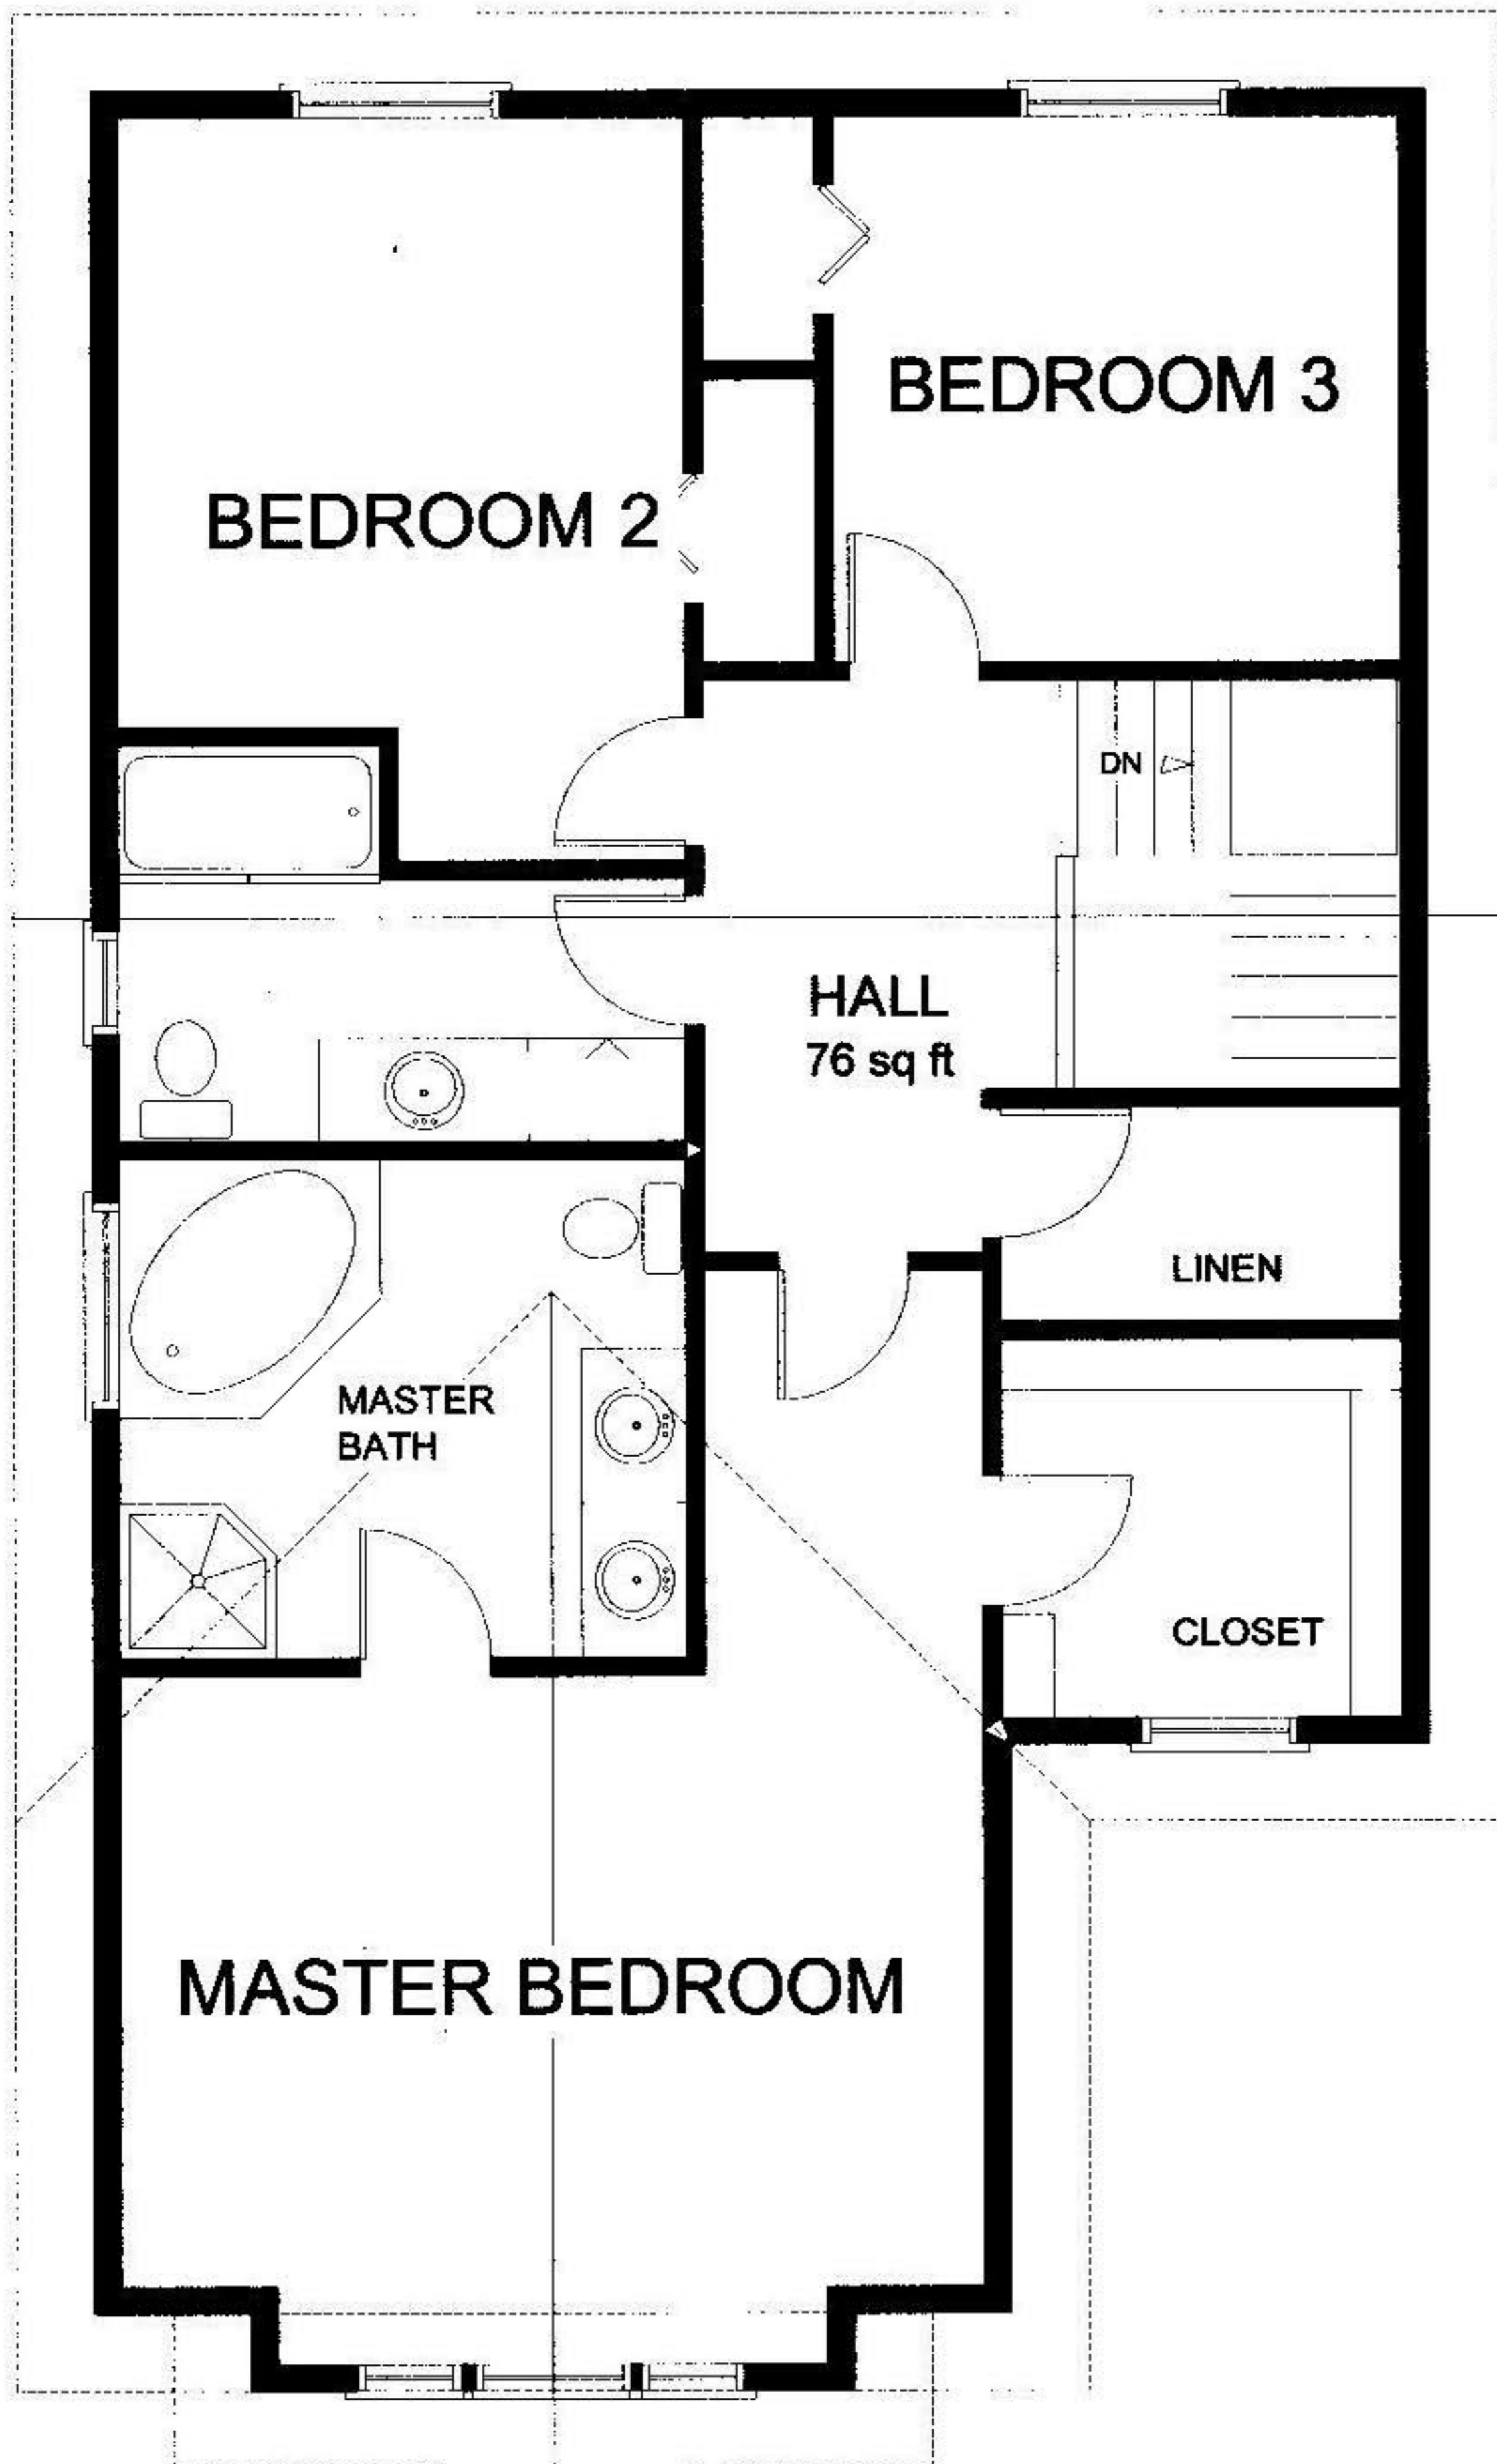 BEDROOM 3
BEDROOM 2
DN
HALL
76 sq ft
LINEN
MASTER
BATH
CLOSET
MASTER BEDROOM